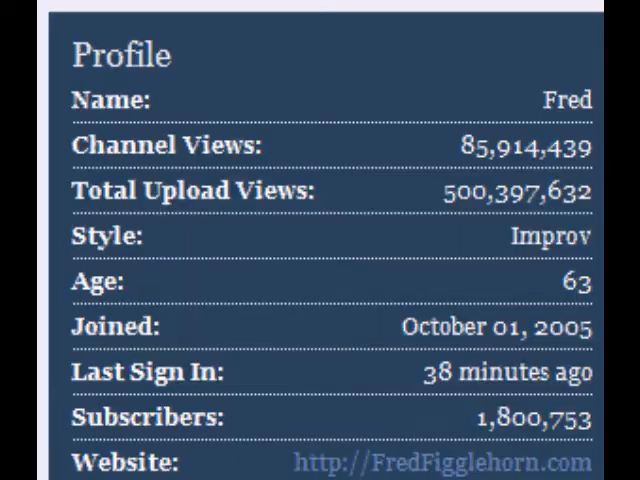 Profile
Name: Fred
Channel Views: 85,914,439
Total Upload Views: 500,397,632
Style: Improv
Age: 63
Joined: October 01, 2005
Last Sign In: 38 minutes ago
Subscribers: 1,800,753
Website: http://FredFigglehorn.com